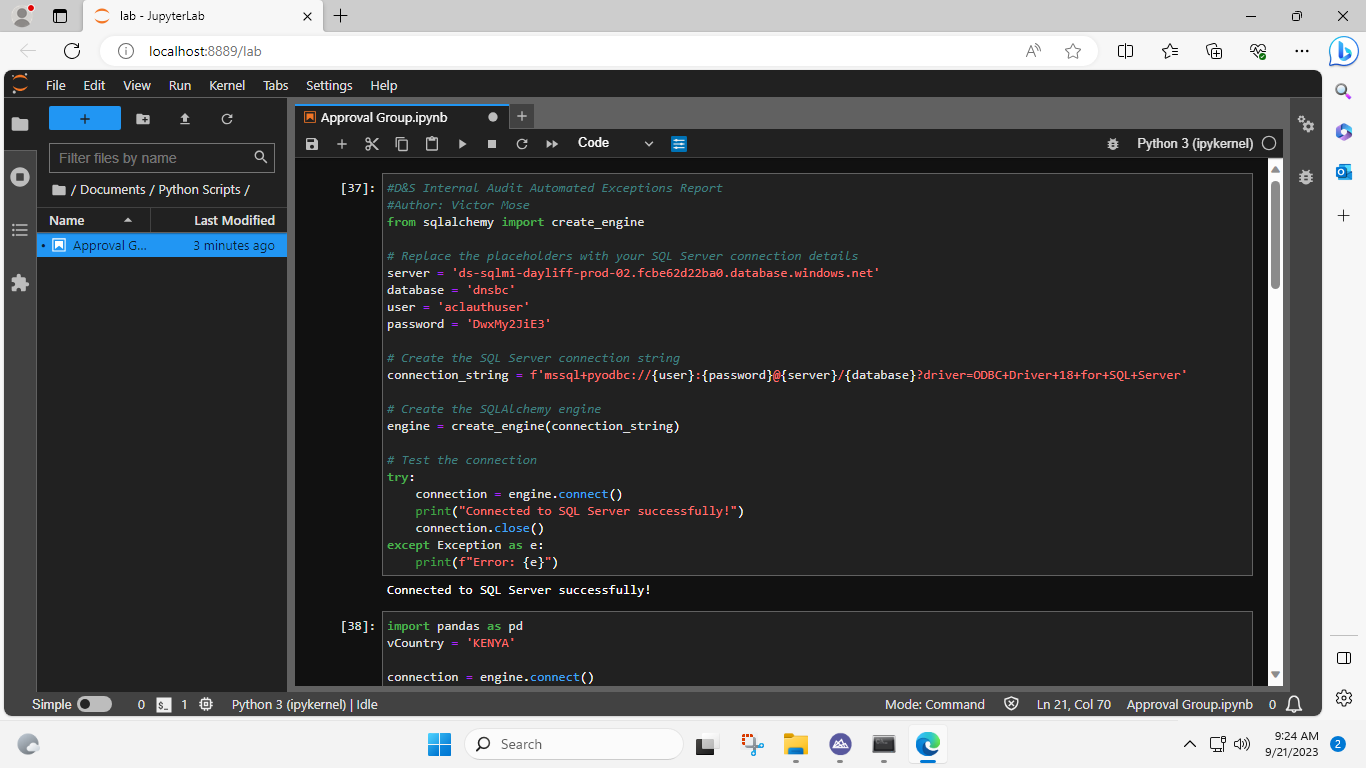 lab - JupyterLab
localhost:8889/lab
File Edit View Run Kernel Tabs Settings Help
Approval Group.ipynb
Code
Python 3 (ipykernel)
Filter files by name
/ Documents / Python Scripts /
Name Last Modified
Approval G... 3 minutes ago
[37]:
#D&S Internal Audit Automated Exceptions Report
#Author: Victor Mose
from sqlalchemy import create_engine
# Replace the placeholders with your SQL Server connection details
server = 'ds-sqlmi-dayliff-prod-02.fcbe62d22ba0.database.windows.net'
database = 'dnsbc'
user = 'aclauthuser'
password = 'DwxMy2JiE3'
# Create the SQL Server connection string
connection_string = f'mssql+pyodbc://{user}:{password}@{server}/{database}?driver=ODBC+Driver+18+for+SQL+Server'
# Create the SQLAlchemy engine
engine = create_engine(connection_string)
# Test the connection
try:
    connection = engine.connect()
    print("Connected to SQL Server successfully!")
    connection.close()
except Exception as e:
    print(f"Error: {e}")
Connected to SQL Server successfully!
[38]:
import pandas as pd
vCountry = 'KENYA'
connection = engine.connect()
Simple 0 1 Python 3 (ipykernel) | Idle Mode: Command Ln 21, Col 70 Approval Group.ipynb 0
Search
9:24 AM
9/21/2023
2